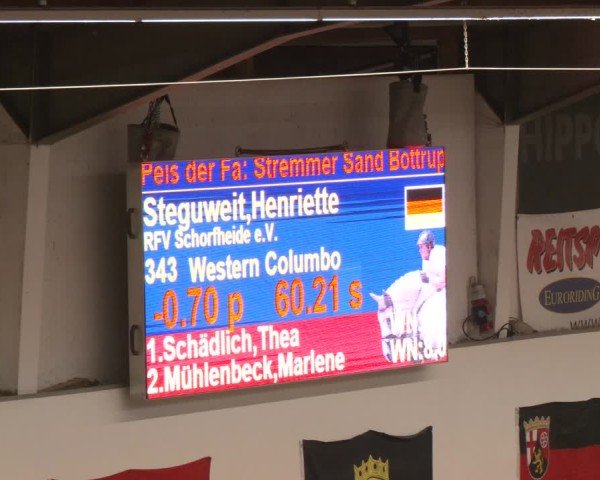 Peis der Fa: Stremmer Sand Bottrup
Steguweit,Henriette
RFV Schorfheide e.V.
343 Western Columbo
-0.70 p 60.21 s
1.Schädlich,Thea
2.Mühlenbeck,Marlene
HIPPO
REITSP
EURORIDING